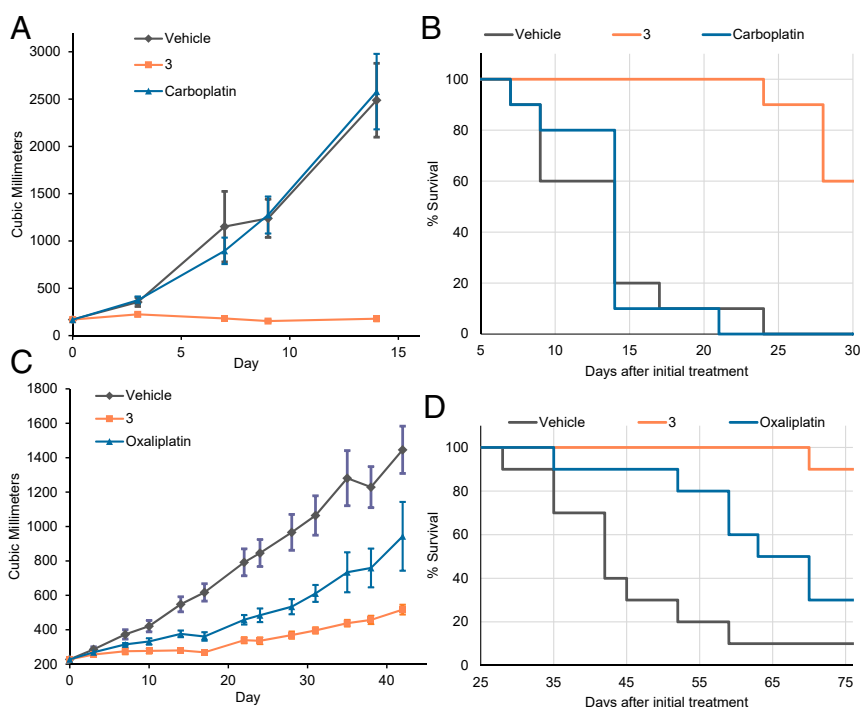 A
Vehicle
3
Carboplatin
Cubic Millimeters
3000
2500
2000
1500
1000
500
0
0 5 10 15
Day
B
Vehicle 3 Carboplatin
% Survival
100
80
60
40
20
0
5 10 15 20 25 30
Days after initial treatment
C
Vehicle
3
Oxaliplatin
Cubic Millimeters
1800
1600
1400
1200
1000
800
600
400
200
0 10 20 30 40
Day
D
Vehicle 3 Oxaliplatin
% Survival
100
80
60
40
20
0
25 35 45 55 65 75
Days after initial treatment